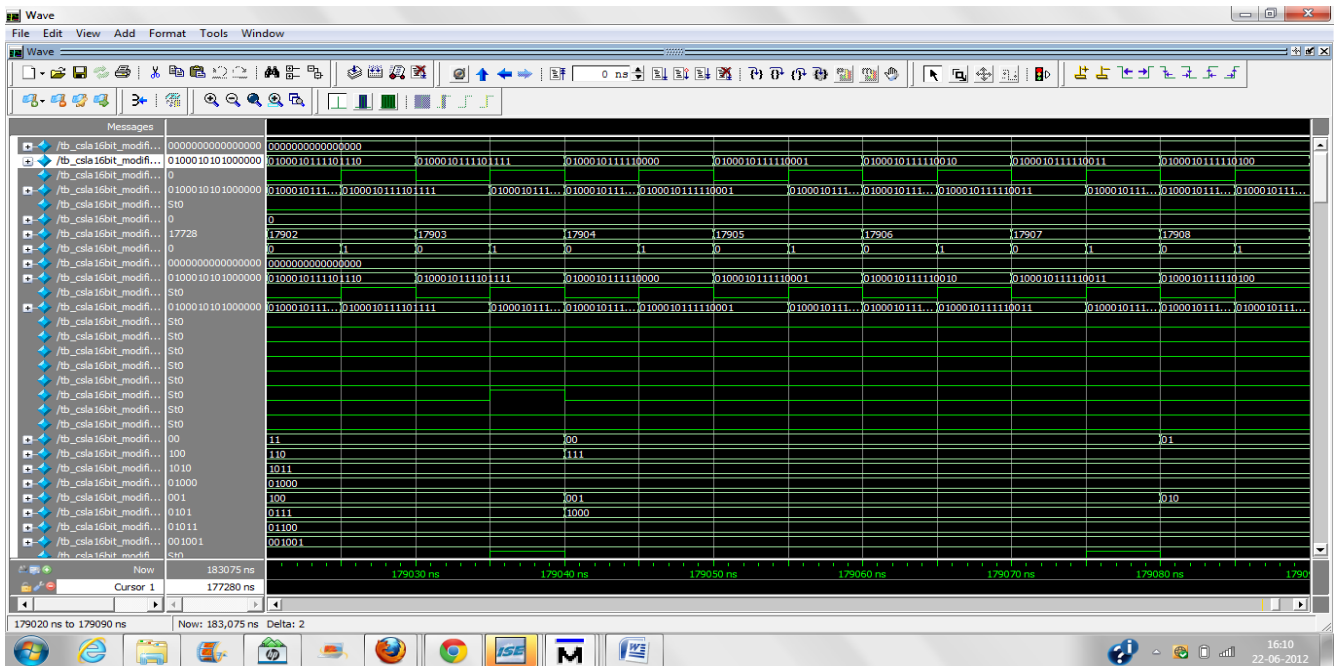 Wave
File Edit View Add Format Tools Window
Wave
0 ns
Messages
/tb_csla16bit_modifi... 0000000000000000 0000000000000000
/tb_csla16bit_modifi... 0100010101000000 0100010111101110 0100010111101111 0100010111110000 0100010111110001 0100010111110010 0100010111110011 0100010111110100
/tb_csla16bit_modifi... 0
/tb_csla16bit_modifi... 0100010101000000 0100010111... 0100010111101111 0100010111... 0100010111... 0100010111110001 0100010111... 0100010111... 0100010111110011 0100010111... 0100010111... 0100010111...
/tb_csla16bit_modifi... St0
/tb_csla16bit_modifi... 0 0
/tb_csla16bit_modifi... 17728 17902 17903 17904 17905 17906 17907 17908
/tb_csla16bit_modifi... 0 0 1 0 1 0 1 0 1 0 1 0 1 0 1
/tb_csla16bit_modifi... 0000000000000000 0000000000000000
/tb_csla16bit_modifi... 0100010101000000 0100010111101110 0100010111101111 0100010111110000 0100010111110001 0100010111110010 0100010111110011 0100010111110100
/tb_csla16bit_modifi... St0
/tb_csla16bit_modifi... 0100010101000000 0100010111... 0100010111101111 0100010111... 0100010111... 0100010111110001 0100010111... 0100010111... 0100010111110011 0100010111... 0100010111... 0100010111...
/tb_csla16bit_modifi... St0
/tb_csla16bit_modifi... St0
/tb_csla16bit_modifi... St0
/tb_csla16bit_modifi... St0
/tb_csla16bit_modifi... St0
/tb_csla16bit_modifi... St0
/tb_csla16bit_modifi... St0
/tb_csla16bit_modifi... St0
/tb_csla16bit_modifi... 00 11 00 01
/tb_csla16bit_modifi... 100 110 111
/tb_csla16bit_modifi... 1010 1011
/tb_csla16bit_modifi... 01000 01000
/tb_csla16bit_modifi... 001 100 001 010
/tb_csla16bit_modifi... 0101 0111 1000
/tb_csla16bit_modifi... 01011 01100
/tb_csla16bit_modifi... 001001 001001
/tb_csla16bit_modifi... St0
Now 183075 ns 179030 ns 179040 ns 179050 ns 179060 ns 179070 ns 179080 ns
Cursor 1 177280 ns
179020 ns to 179090 ns Now: 183,075 ns Delta: 2
hp ISE M W
16:10
22-06-2012